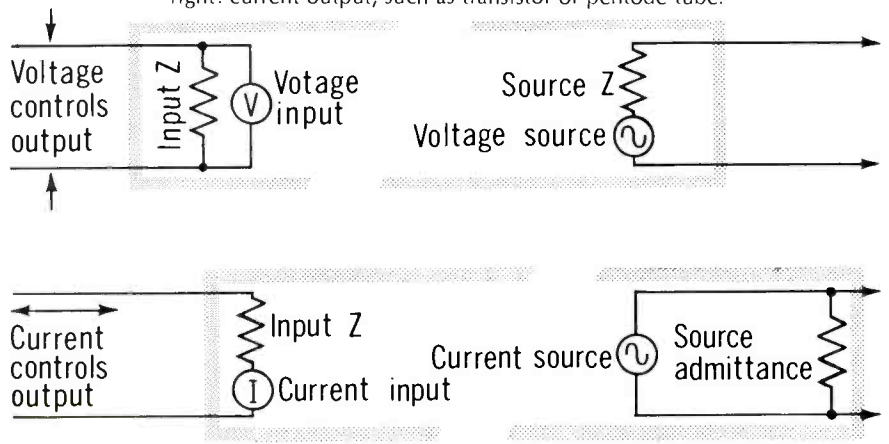 right: current output, such as transistor or pentode tube.
Voltage
controls
output
Input Z
V
Votage
input
Source Z
Voltage source
Current
controls
output
Input Z
I
Current input
Current source
Source
admittance